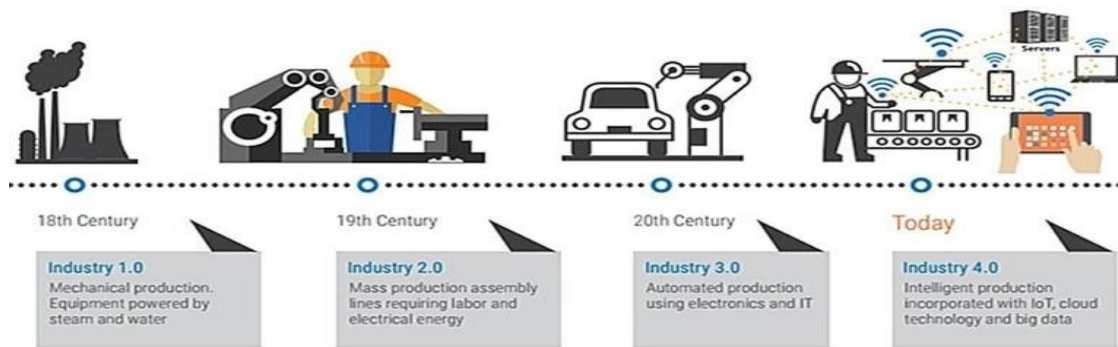 Servers
18th Century
19th Century
20th Century
Today
Industry 1.0
Mechanical production.
Equipment powered by
steam and water
Industry 2.0
Mass production assembly
lines requiring labor and
electrical energy
Industry 3.0
Automated production
using electronics and IT
Industry 4.0
Intelligent production
incorporated with IoT, cloud
technology and big data